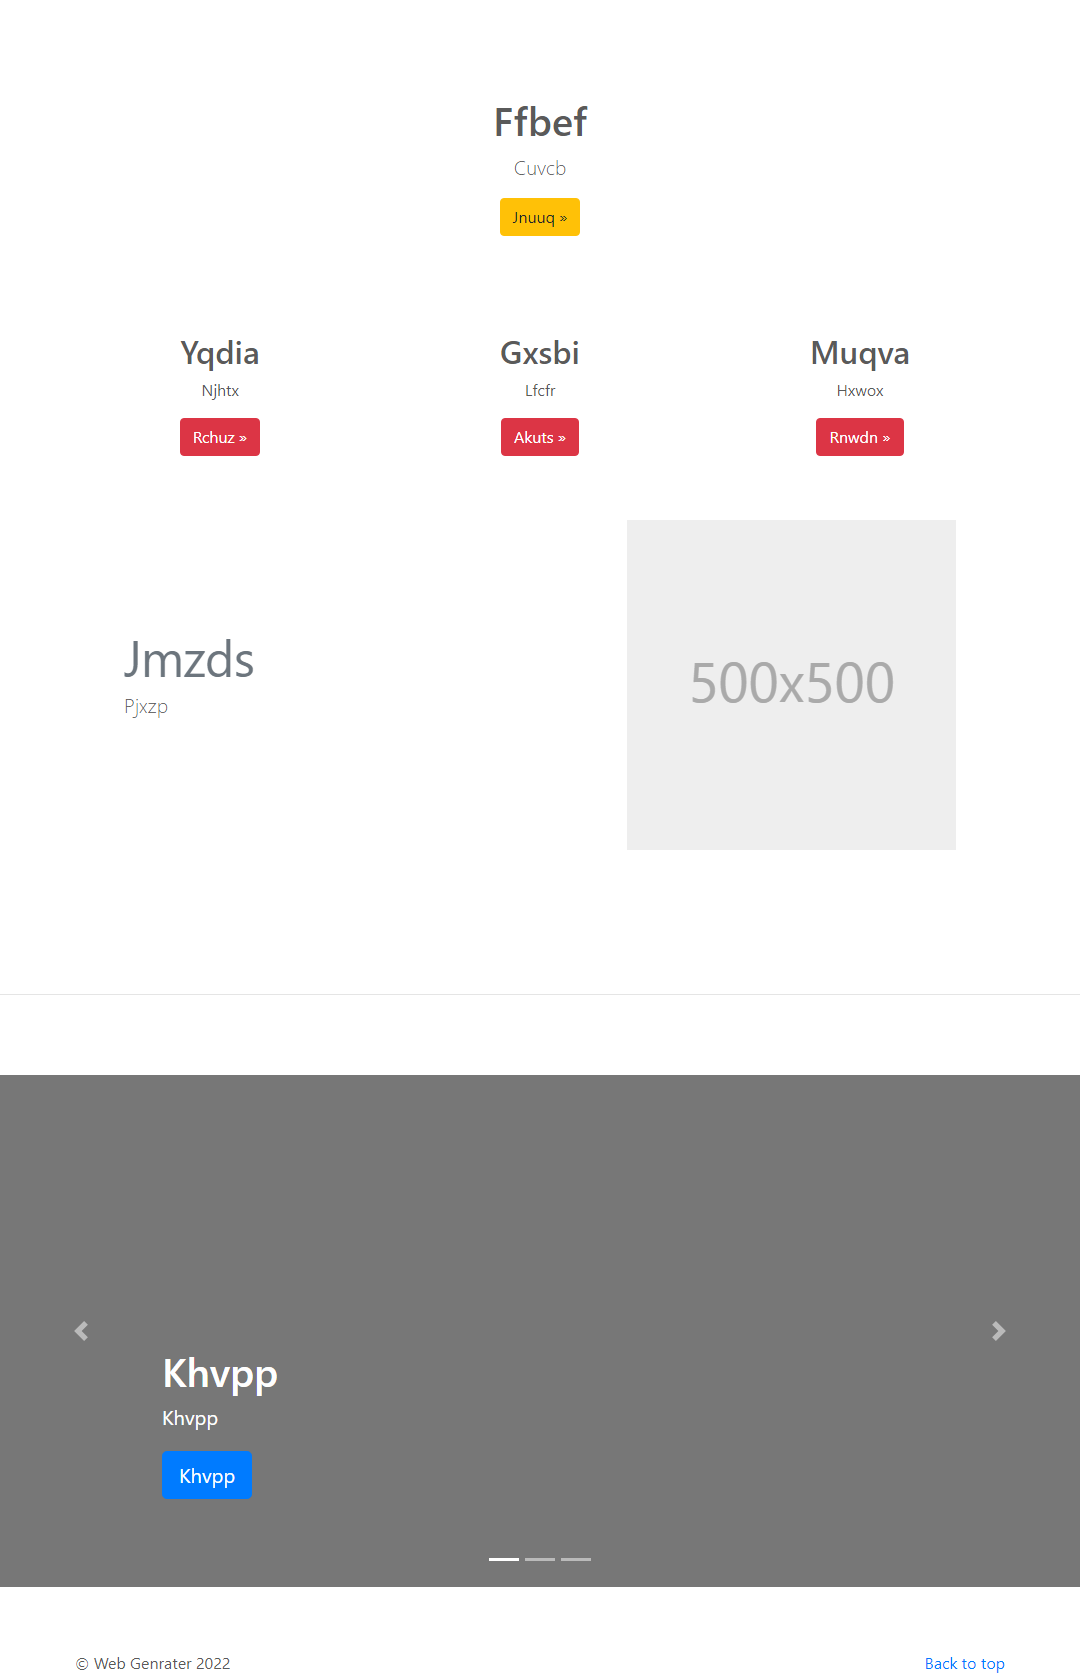 Ffbef
Cuvcb
Jnuuq »
Yqdia
Gxsbi
Muqva
Njhtx
Lfcfr
Hxwox
Rchuz »
Akuts »
Rnwdn »
Jmzds
Pjxzp
500x500
Khvpp
Khvpp
Khvpp
© Web Genrater 2022
Back to top